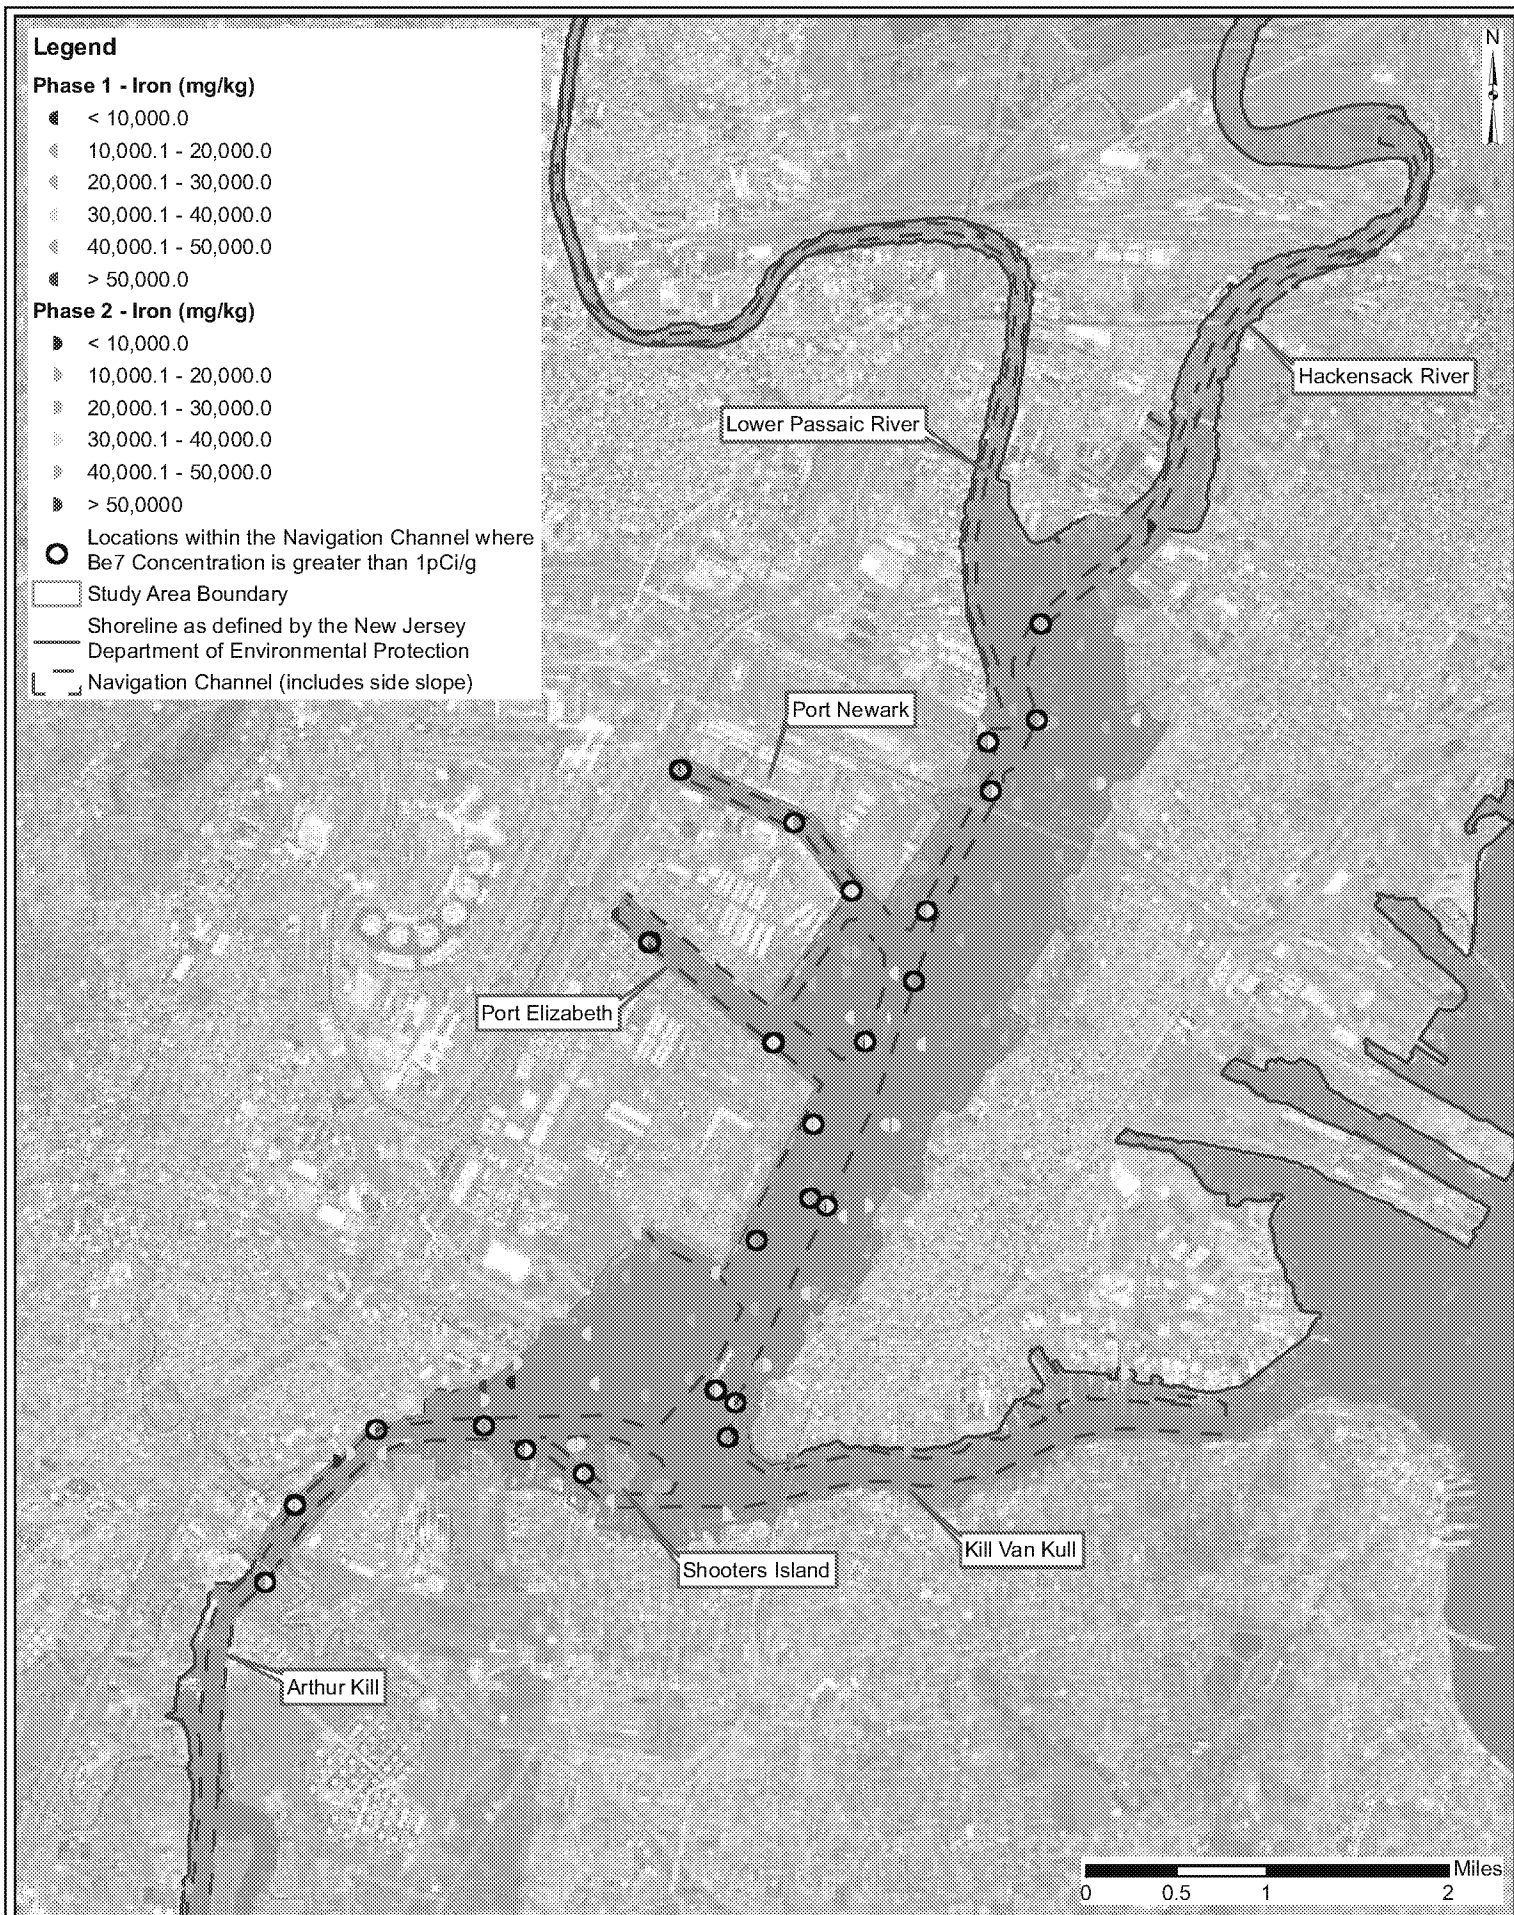 Legend
Phase 1 - Iron (mg/kg)
< 10,000.0
10,000.1 - 20,000.0
20,000.1 - 30,000.0
30,000.1 - 40,000.0
40,000.1 - 50,000.0
> 50,000.0
Phase 2 - Iron (mg/kg)
< 10,000.0
10,000.1 - 20,000.0
20,000.1 - 30,000.0
30,000.1 - 40,000.0
40,000.1 - 50,000.0
> 50,0000
Locations within the Navigation Channel where
Be7 Concentration is greater than 1pCi/g
Study Area Boundary
Shoreline as defined by the New Jersey
Department of Environmental Protection
Navigation Channel (includes side slope)
N
Hackensack River
Lower Passaic River
Port Newark
Port Elizabeth
Kill Van Kull
Shooters Island
Arthur Kill
Miles
0 0.5 1 2